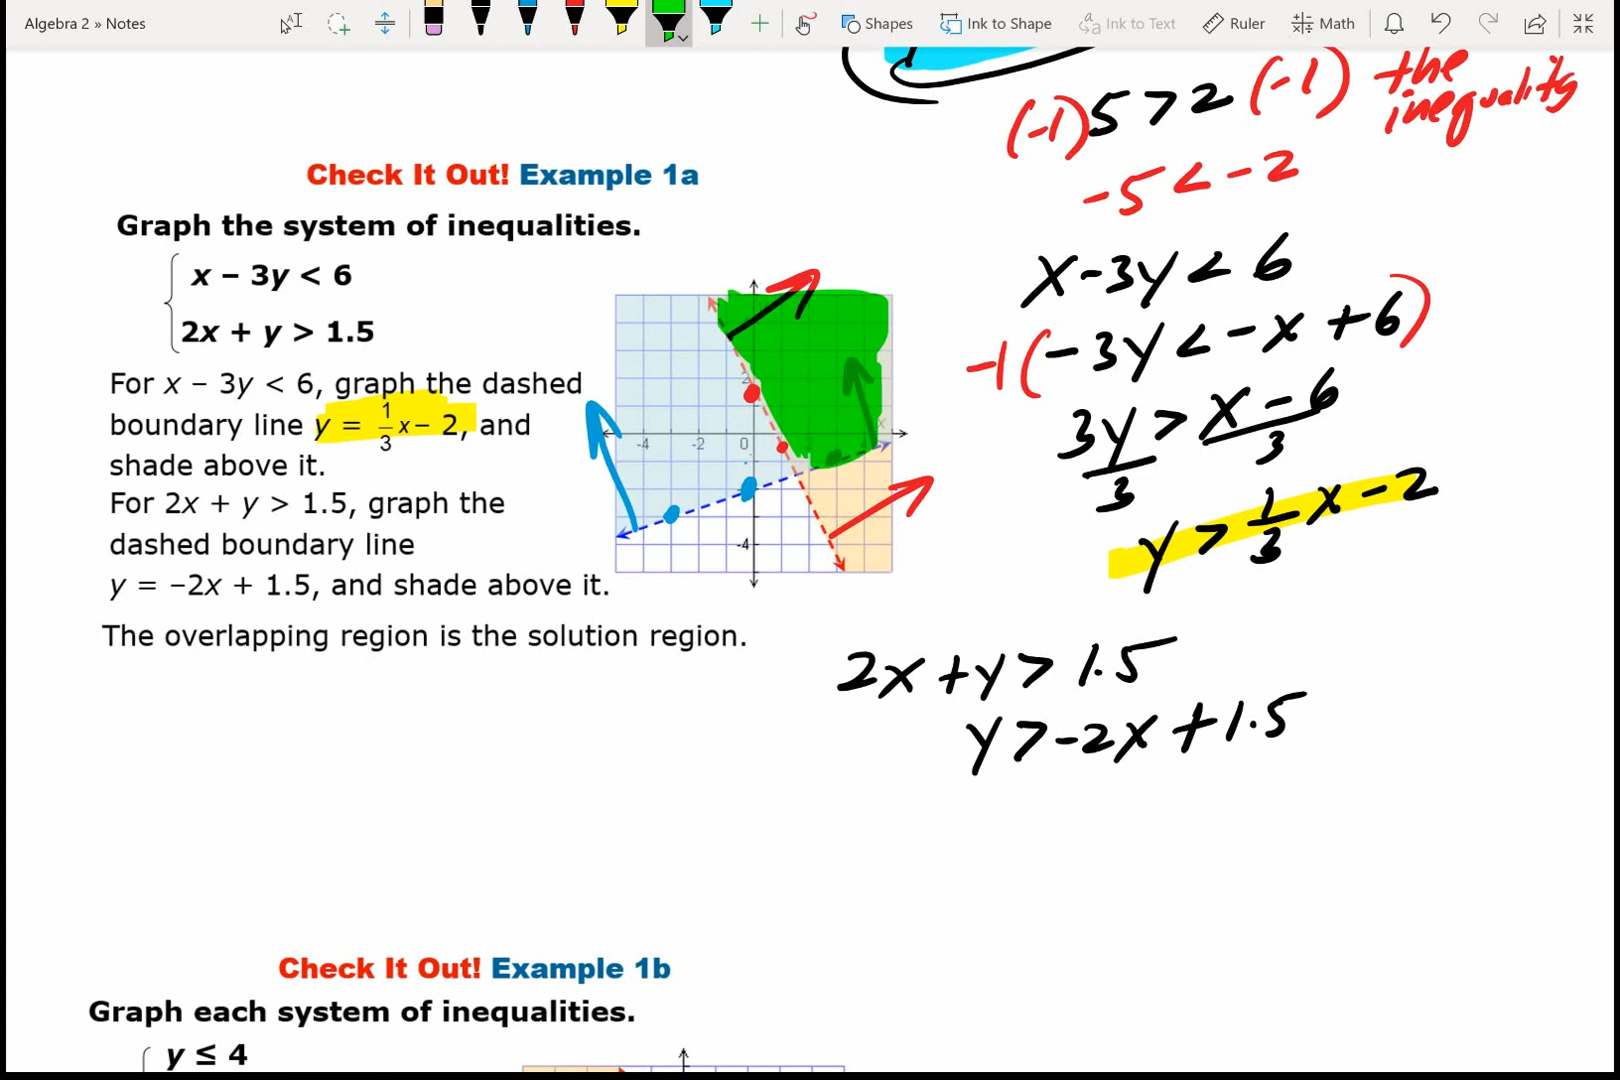 Algebra 2 » Notes
Shapes
Ink to Shape
Ink to Text
Ruler
Math
(-1) 5 > 2 (-1) the inequality
-5 < -2
Check It Out! Example 1a
Graph the system of inequalities.
x – 3y < 6
2x + y > 1.5
For x – 3y < 6, graph the dashed
boundary line y = 1/3 x – 2, and
shade above it.
For 2x + y > 1.5, graph the
dashed boundary line
y = –2x + 1.5, and shade above it.
The overlapping region is the solution region.
2
x
-4 -2 0
-4
x - 3y < 6
-1(-3y < -x + 6)
3y/3 > x - 6/3
y > 1/3 x - 2
2x + y > 1.5
y > -2x + 1.5
Check It Out! Example 1b
Graph each system of inequalities.
y ≤ 4